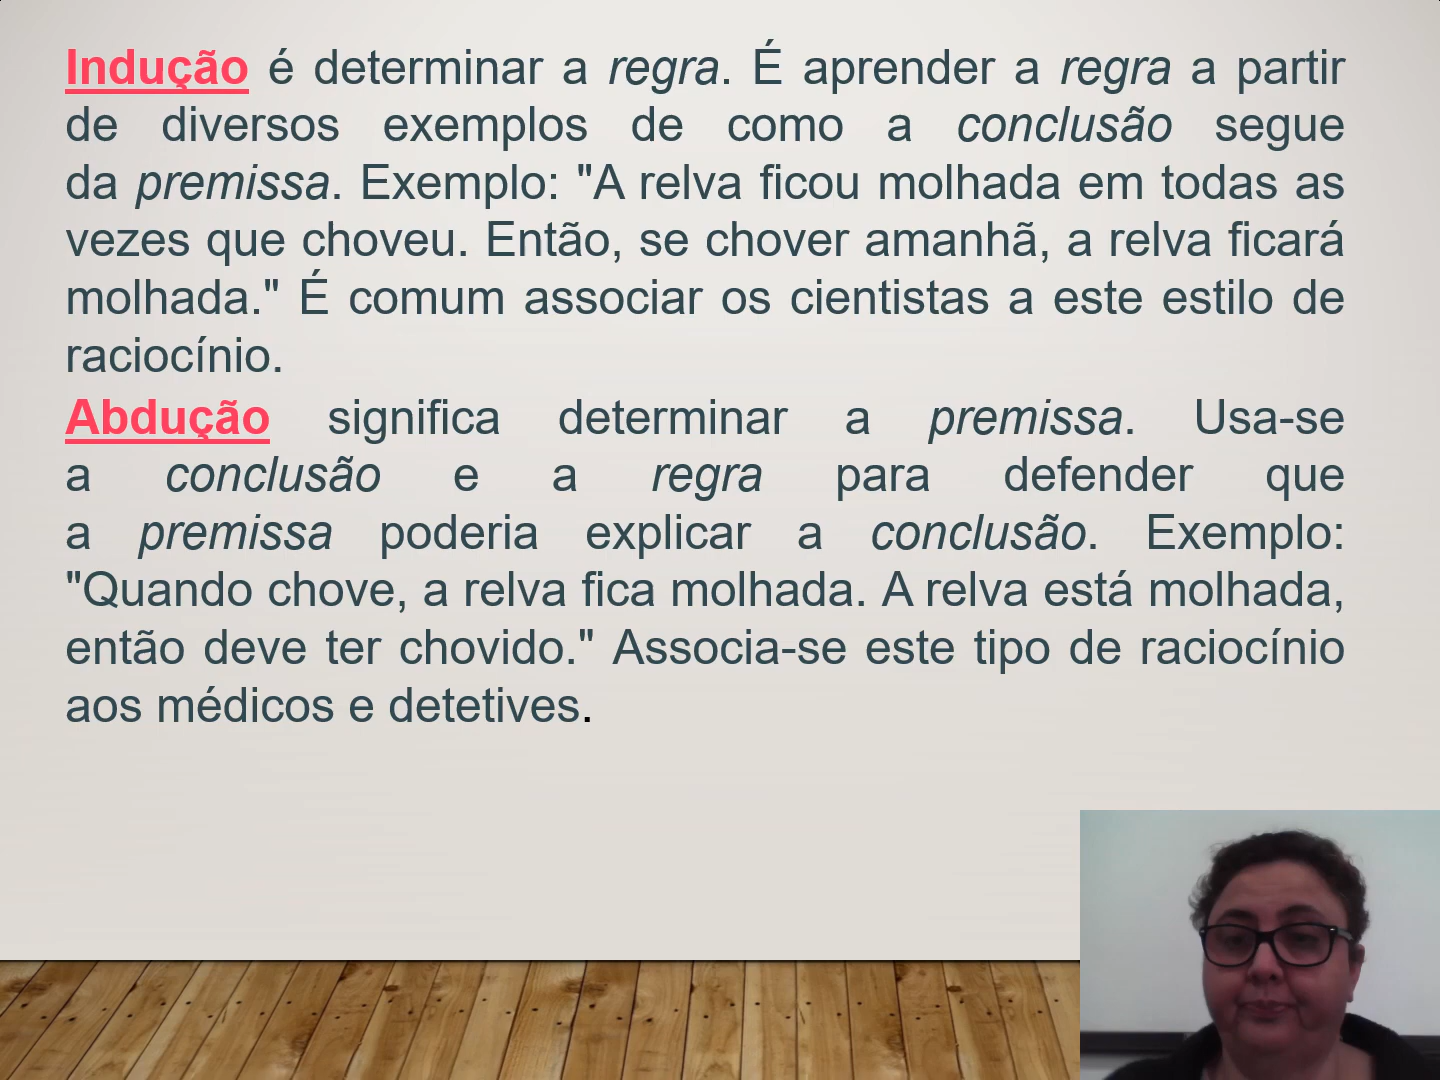 Indução é determinar a regra. É aprender a regra a partir
de diversos exemplos de como a conclusão segue
da premissa. Exemplo: "A relva ficou molhada em todas as
vezes que choveu. Então, se chover amanhã, a relva ficará
molhada." É comum associar os cientistas a este estilo de
raciocínio.
Abdução significa determinar a premissa. Usa-se
a conclusão e a regra para defender que
a premissa poderia explicar a conclusão. Exemplo:
"Quando chove, a relva fica molhada. A relva está molhada,
então deve ter chovido." Associa-se este tipo de raciocínio
aos médicos e detetives.